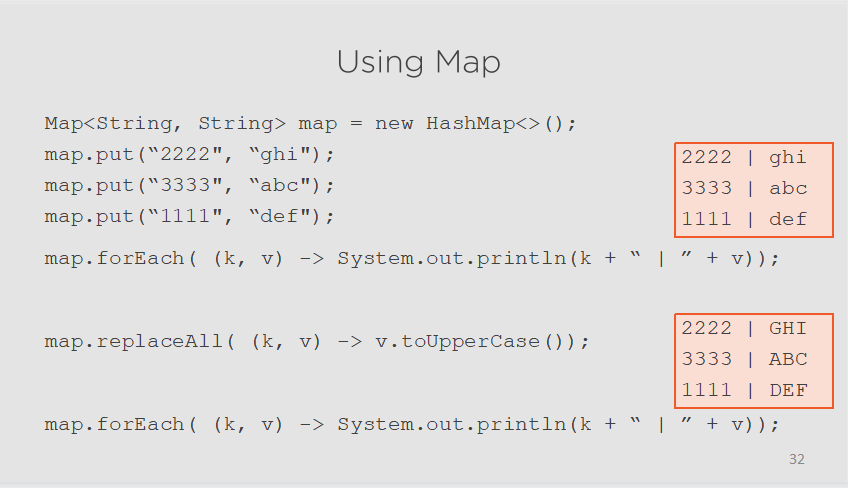 Using Map
Map<String, String> map = new HashMap<>();
map.put(“2222", “ghi");
map.put(“3333", “abc");
map.put(“1111", “def");
2222 | ghi
3333 | abc
1111 | def
map.forEach( (k, v) -> System.out.println(k + “ | ” + v));
map.replaceAll( (k, v) -> v.toUpperCase());
2222 | GHI
3333 | ABC
1111 | DEF
map.forEach( (k, v) -> System.out.println(k + “ | ” + v));
32